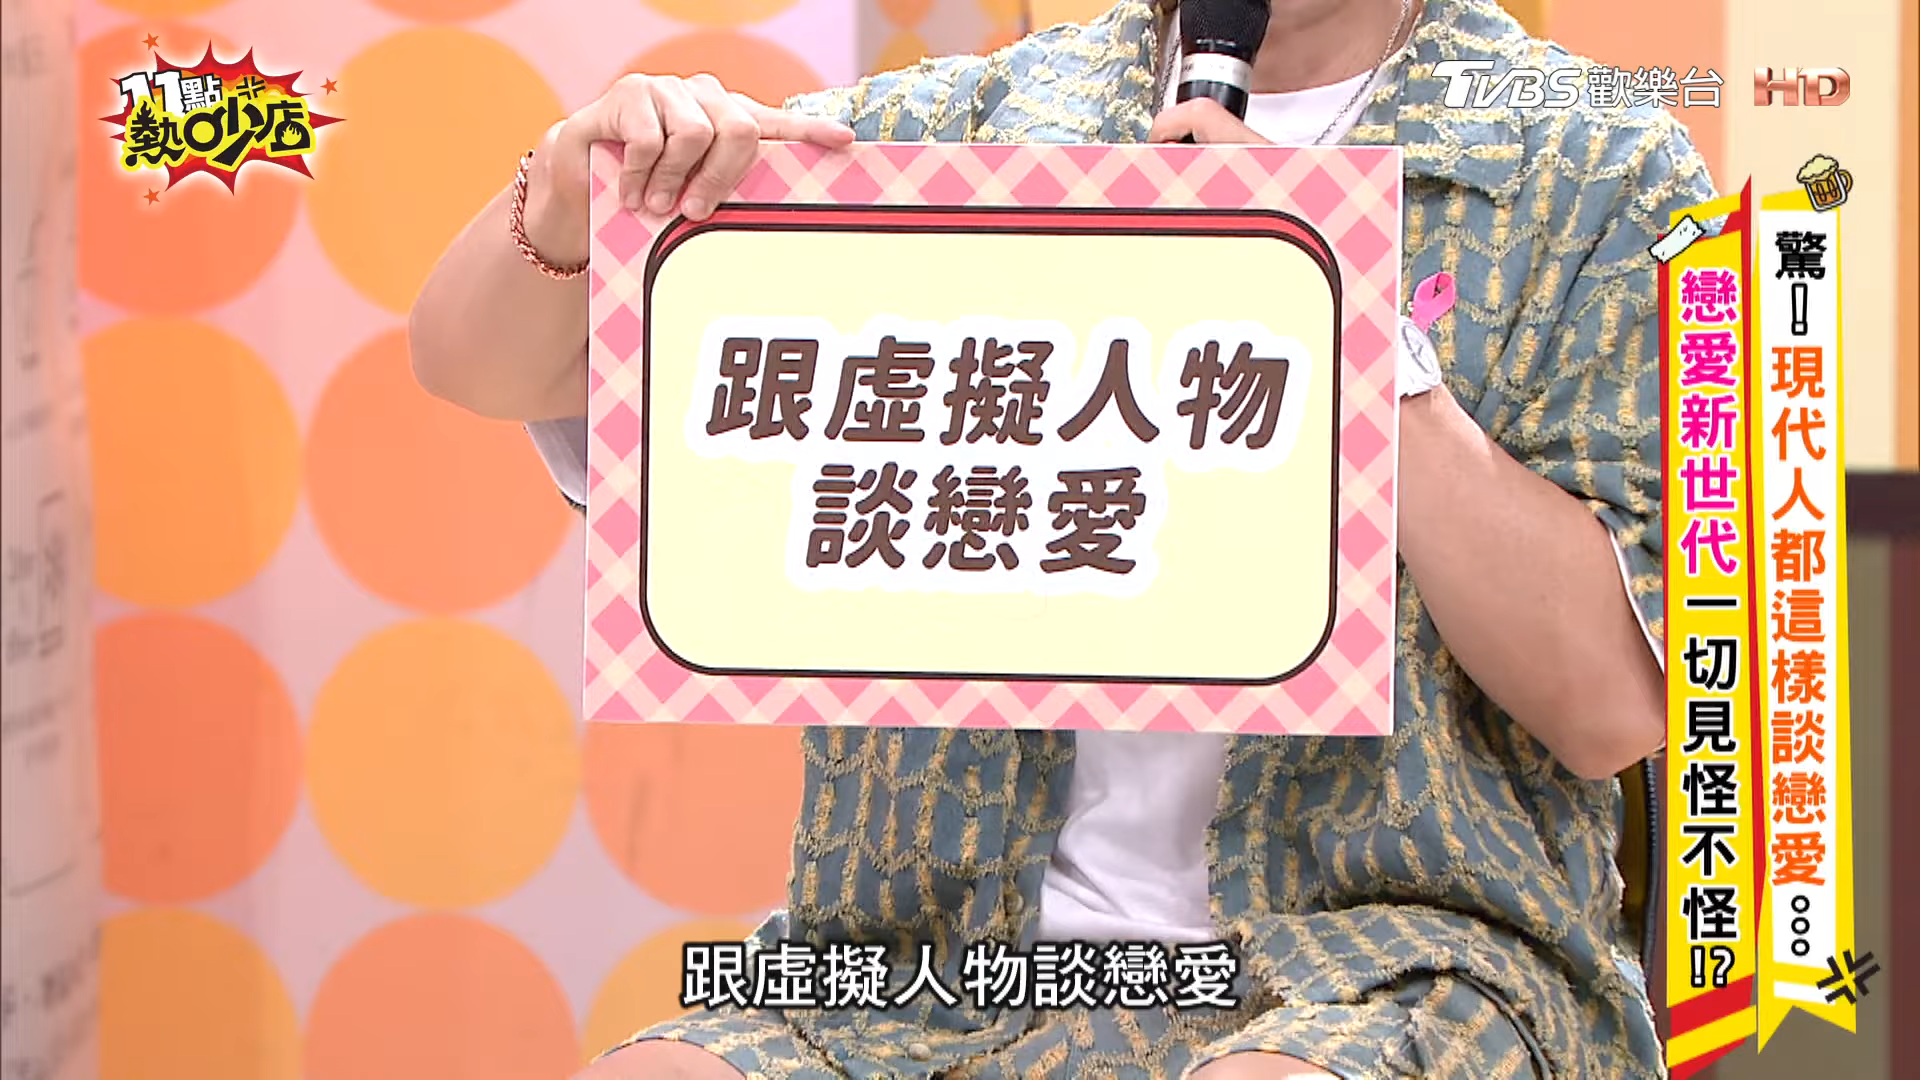 11點
熱吵店
TVBS歡樂台 HD
跟虛擬人物
談戀愛
驚!現代人都這樣談戀愛...
戀愛新世代 一切見怪不怪!?
跟虛擬人物談戀愛